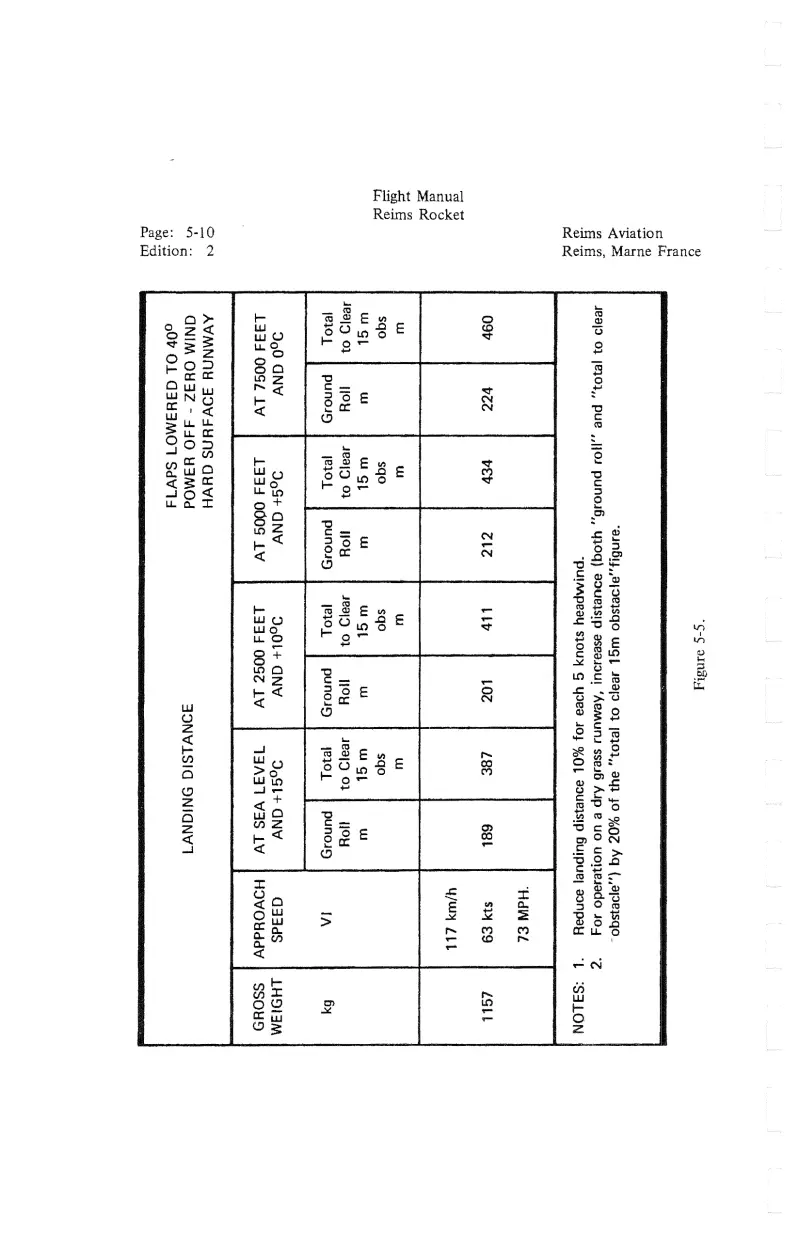 Flight Manual
Reims Rocket
Page: 5-10
Edition: 2
Reims Aviation
Reims, Marne France
LANDING DISTANCE
FLAPS LOWERED TO 40º
POWER OFF - ZERO WIND
HARD SURFACE RUNWAY
GROSS
WEIGHT
APPROACH
SPEED
AT SEA LEVEL
AND +15ºC
AT 2500 FEET
AND +10ºC
AT 5000 FEET
AND +5ºC
AT 7500 FEET
AND 0ºC
kg
VI
Ground
Roll
m
Total
to Clear
15 m
obs
m
Ground
Roll
m
Total
to Clear
15 m
obs
m
Ground
Roll
m
Total
to Clear
15 m
obs
m
Ground
Roll
m
Total
to Clear
15 m
obs
m
1157
117 km/h
63 kts
73 MPH.
189
387
201
411
212
434
224
460
NOTES: 1. Reduce landing distance 10% for each 5 knots headwind.
2. For operation on a dry grass runway, increase distance (both "ground roll" and "total to clear
obstacle") by 20% of the "total to clear 15m obstacle"figure.
Figure 5-5.